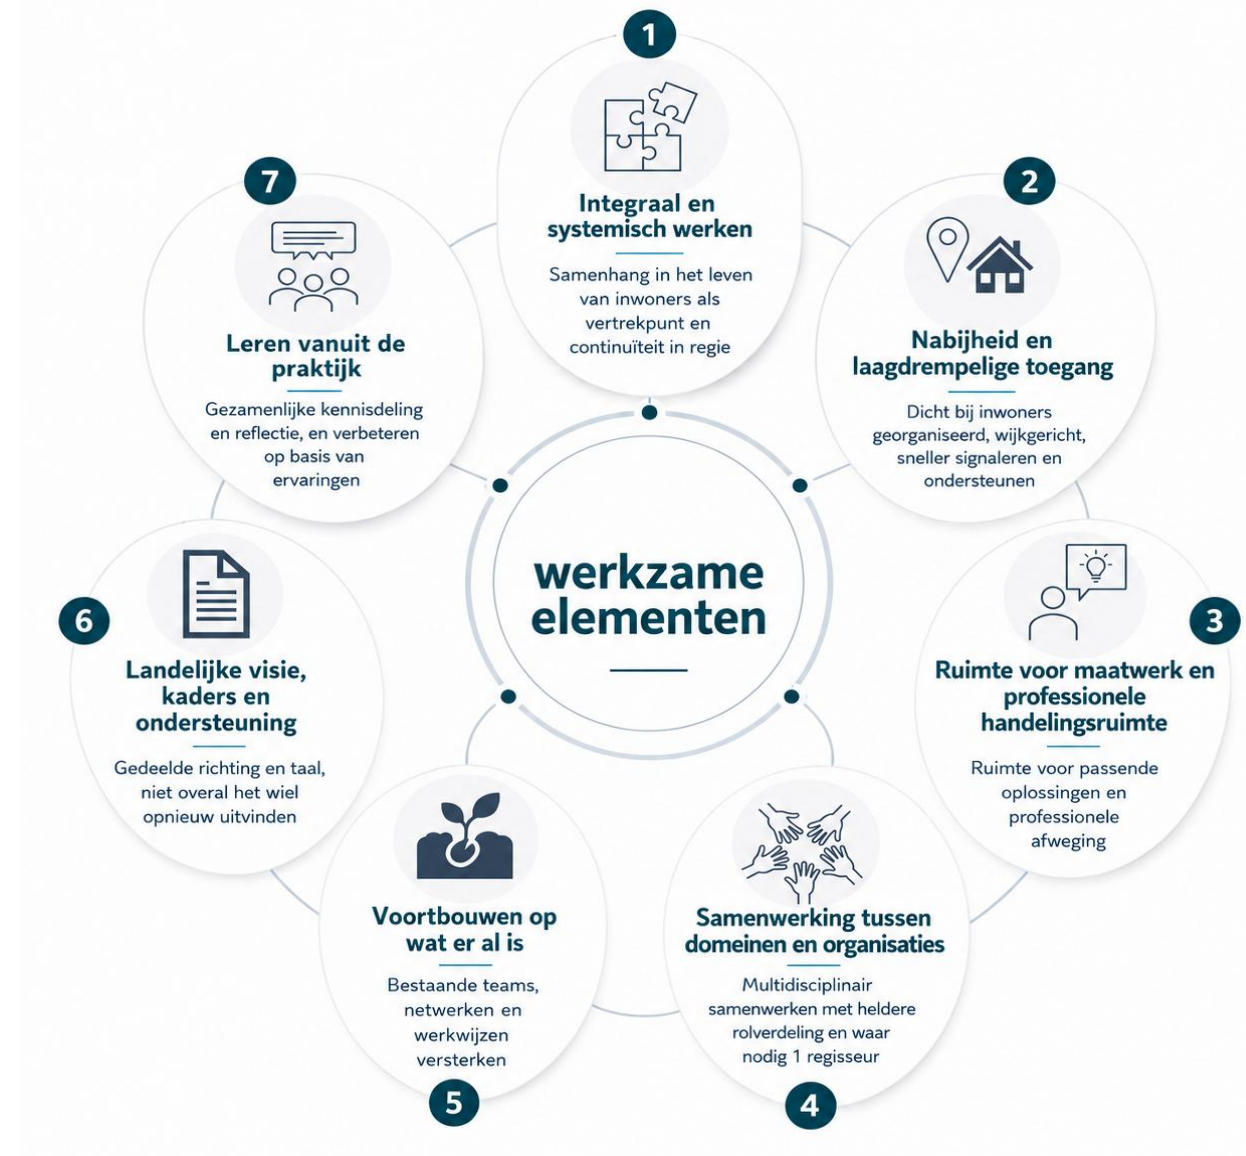 1
Integraal en
systemisch werken
Samenhang in het leven
van inwoners als
vertrekpunt en
continuïteit in regie
2
Nabijheid en
laagdrempelige toegang
Dicht bij inwoners
georganiseerd, wijkgericht,
sneller signaleren en
ondersteunen
3
Ruimte voor maatwerk en
professionele
handelingsruimte
Ruimte voor passende
oplossingen en
professionele
afweging
4
Samenwerking tussen
domeinen en organisaties
Multidisciplinair
samenwerken met heldere
rolverdeling en waar
nodig 1 regisseur
5
Voortbouwen op
wat er al is
Bestaande teams,
netwerken en
werkwijzen
versterken
6
Landelijke visie,
kaders en
ondersteuning
Gedeelde richting en taal,
niet overal het wiel
opnieuw uitvinden
7
Leren vanuit de
praktijk
Gezamenlijke kennisdeling
en reflectie, en verbeteren
op basis van
ervaringen
werkzame
elementen